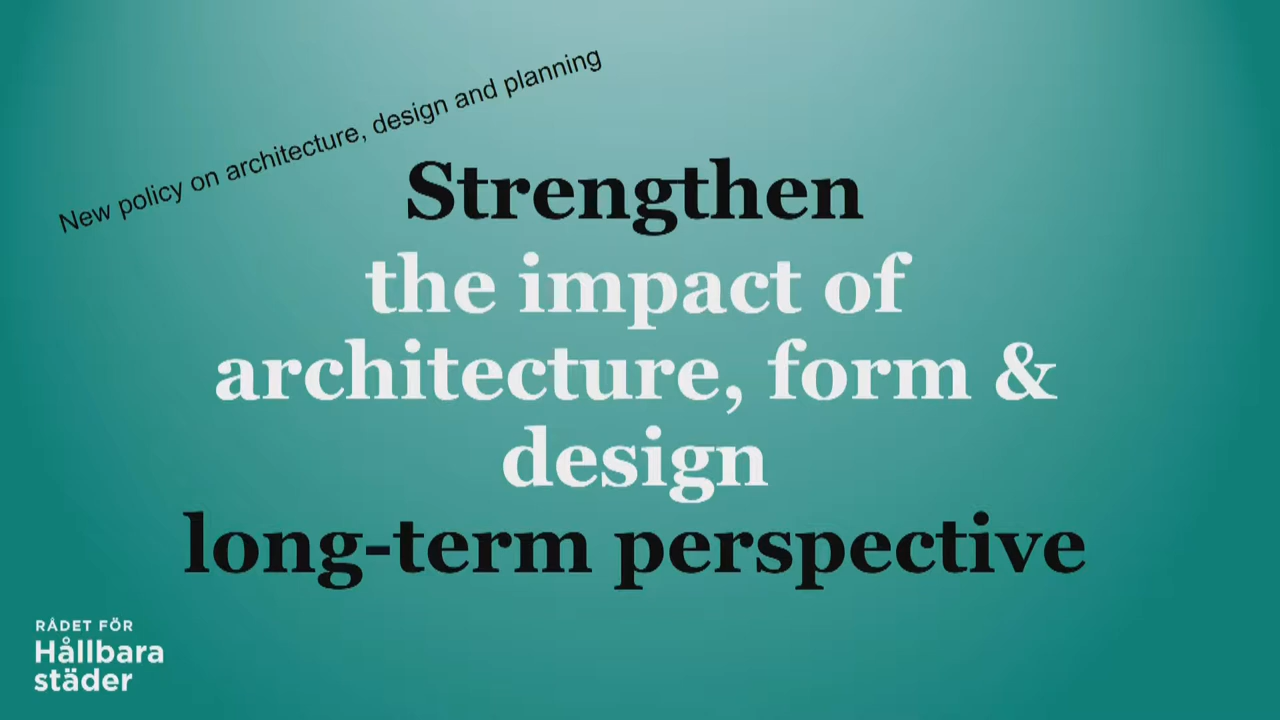 New policy on architecture, design and planning
Strengthen
the impact of
architecture, form &
design
long-term perspective
RÅDET FÖR
Hållbara
städer